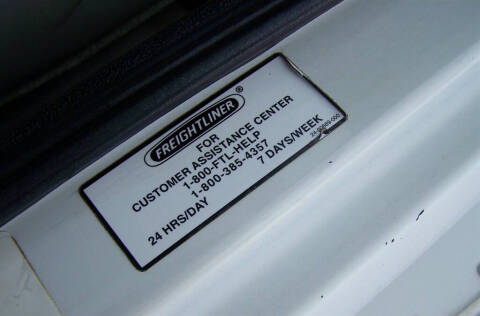 FREIGHTLINER®
FOR
CUSTOMER ASSISTANCE CENTER
1-800-FTL-HELP
1-800-385-4357
24 HRS/DAY 7 DAYS/WEEK